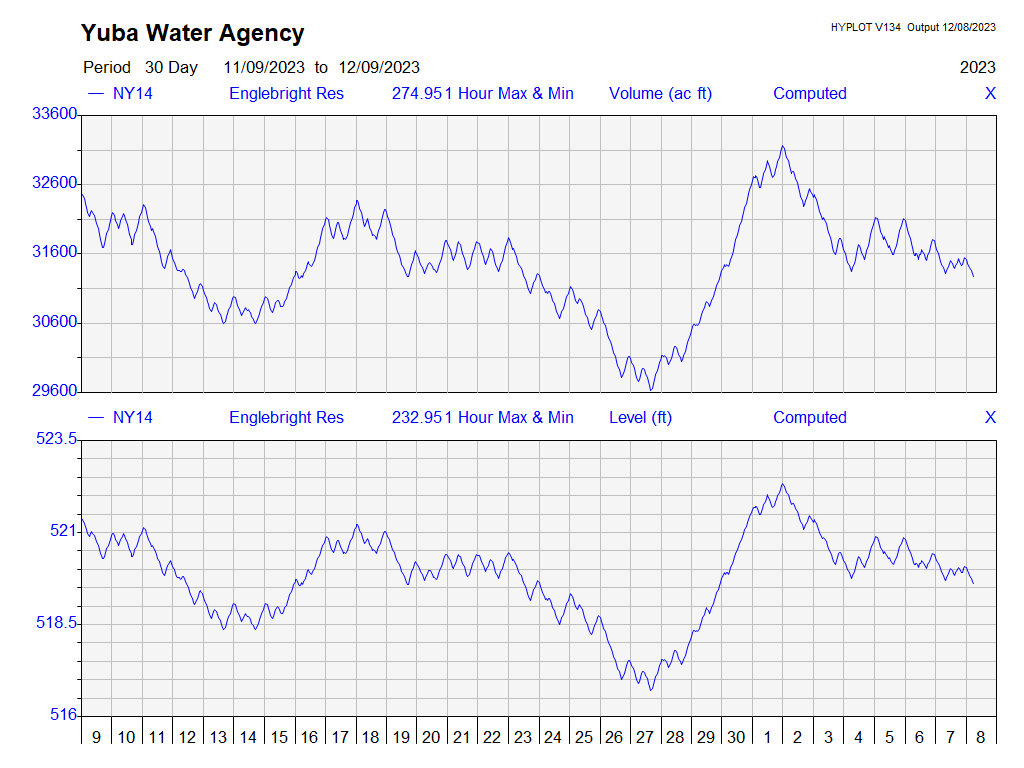 Yuba Water Agency
HYPLOT V134 Output 12/08/2023
Period 30 Day 11/09/2023 to 12/09/2023 2023
— NY14 Englebright Res 274.951 Hour Max & Min Volume (ac ft) Computed X
33600
32600
31600
30600
29600
— NY14 Englebright Res 232.951 Hour Max & Min Level (ft) Computed X
523.5
521
518.5
516
9 10 11 12 13 14 15 16 17 18 19 20 21 22 23 24 25 26 27 28 29 30 1 2 3 4 5 6 7 8